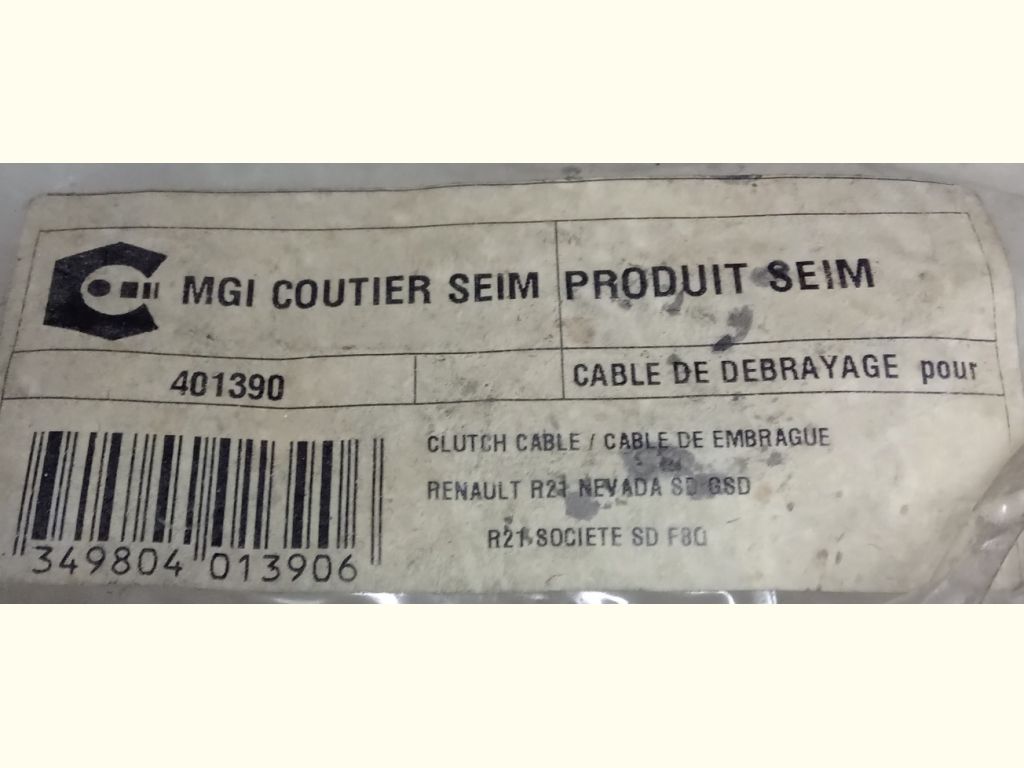 MGI COUTIER SEIM
PRODUIT SEIM
401390
CABLE DE DEBRAYAGE pour
CLUTCH CABLE / CABLE DE EMBRAGUE
RENAULT R21 NEVADA SD GSD
R21 SOCIETE SD F8Q
349804 013906